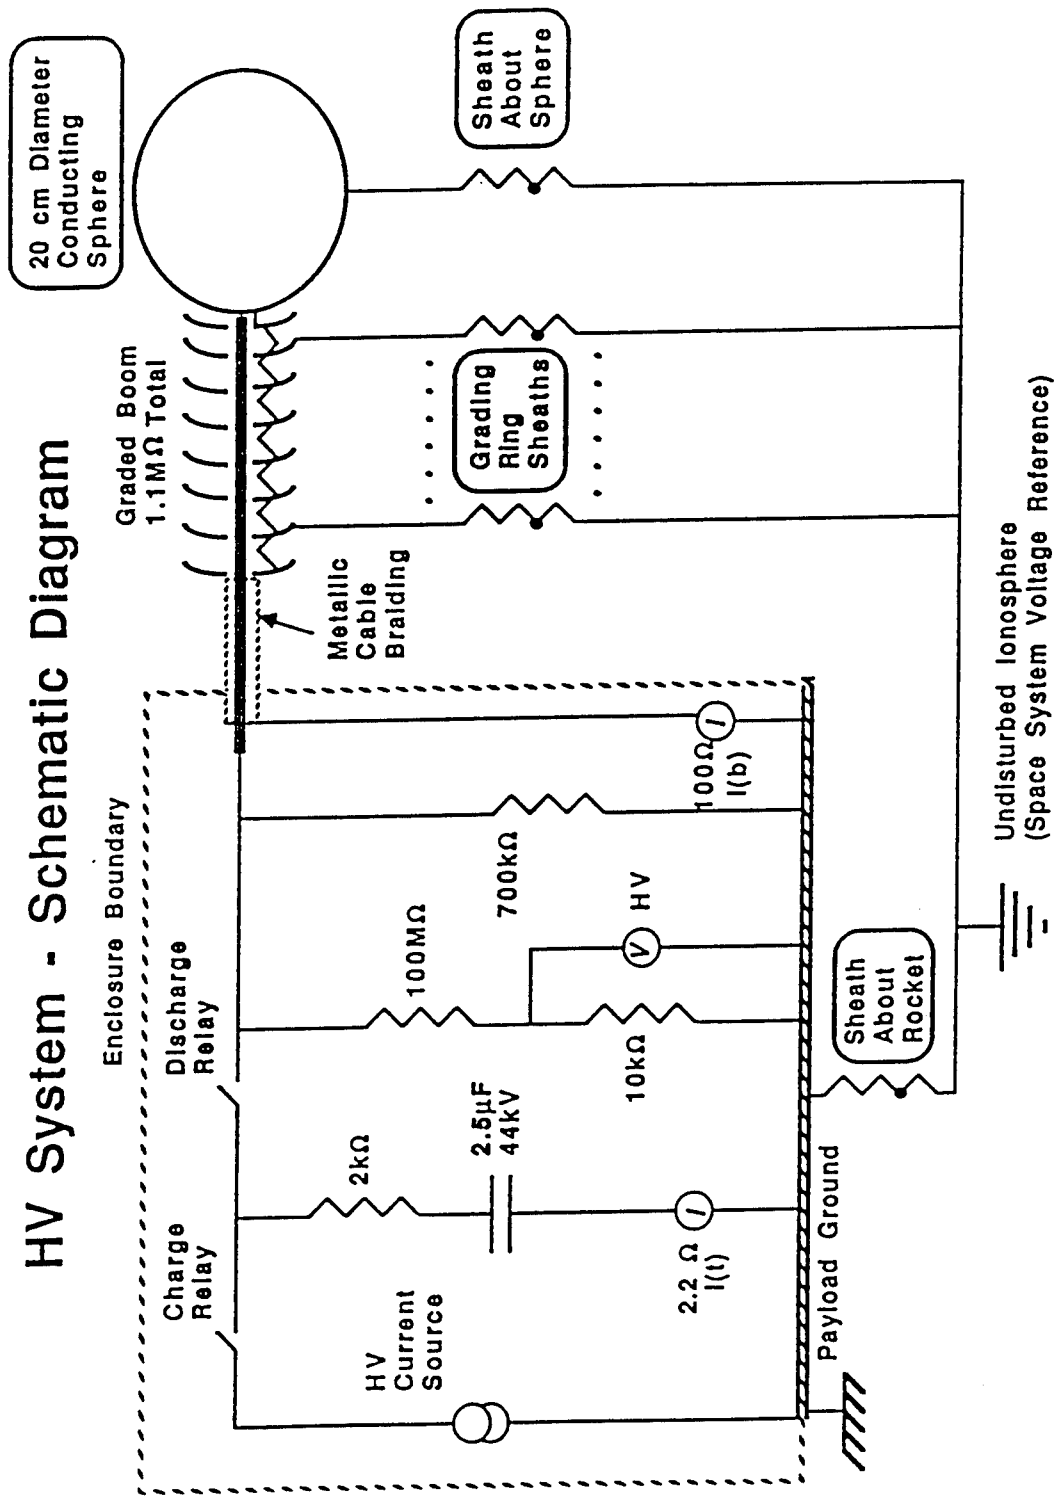 HV System - Schematic Diagram
Enclosure Boundary
Charge
Relay
Discharge
Relay
HV
Current
Source
2kΩ
2.5μF
44kV
2.2 Ω
I(t)
I
100MΩ
10kΩ
V
HV
700kΩ
I
100Ω
I(b)
Metallic
Cable
Braiding
Graded Boom
1.1MΩ Total
20 cm Diameter
Conducting
Sphere
Grading
Ring
Sheaths
Sheath
About
Sphere
Payload Ground
Sheath
About
Rocket
Undisturbed Ionosphere
(Space System Voltage Reference)